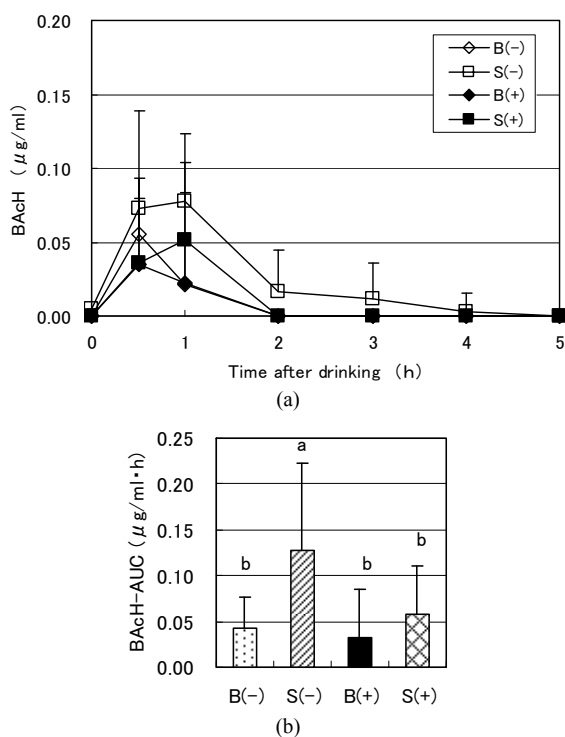 0.20
0.15
0.10
0.05
0.00
BAcH (μg/ml)
B(-)
S(-)
B(+)
S(+)
0 1 2 3 4 5
Time after drinking (h)
(a)
0.25
0.20
0.15
0.10
0.05
0.00
BAcH-AUC (μg/ml・h)
b
a
b
b
B(-) S(-) B(+) S(+)
(b)